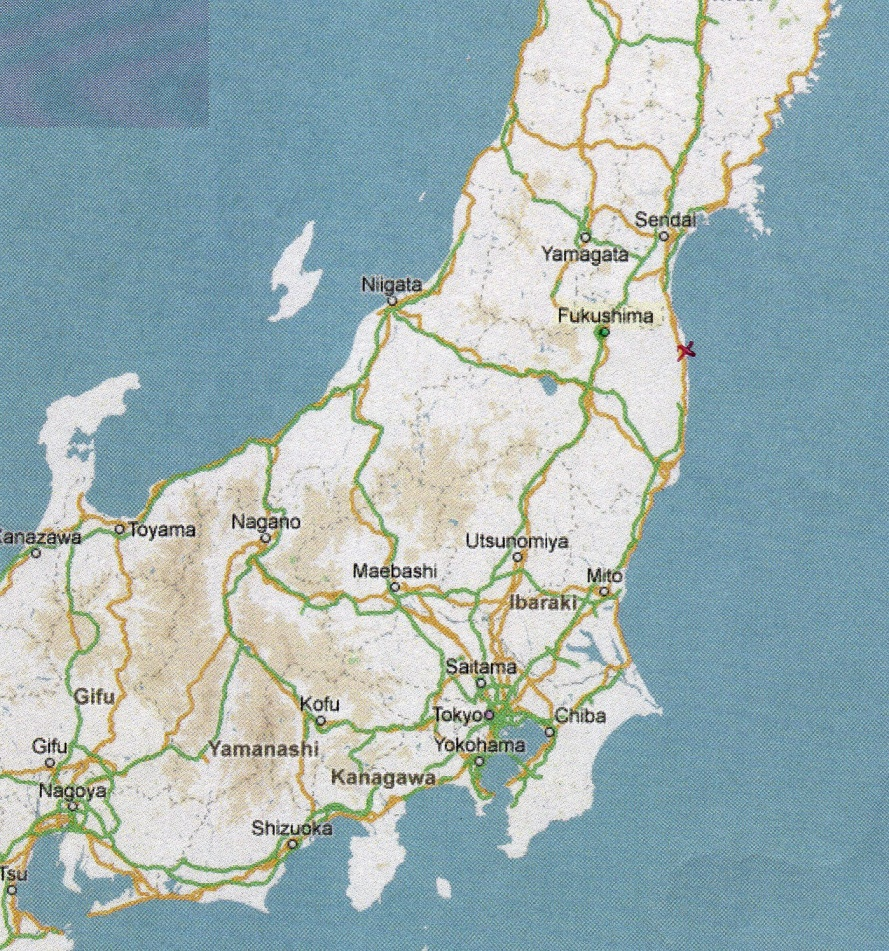 Sendai
Yamagata
Niigata
Fukushima
Toyama
Nagano
Kanazawa
Utsunomiya
Maebashi
Mito
Ibaraki
Saitama
Gifu
Kofu
Tokyo
Chiba
Gifu
Yamanashi
Yokohama
Kanagawa
Nagoya
Shizuoka
Tsu